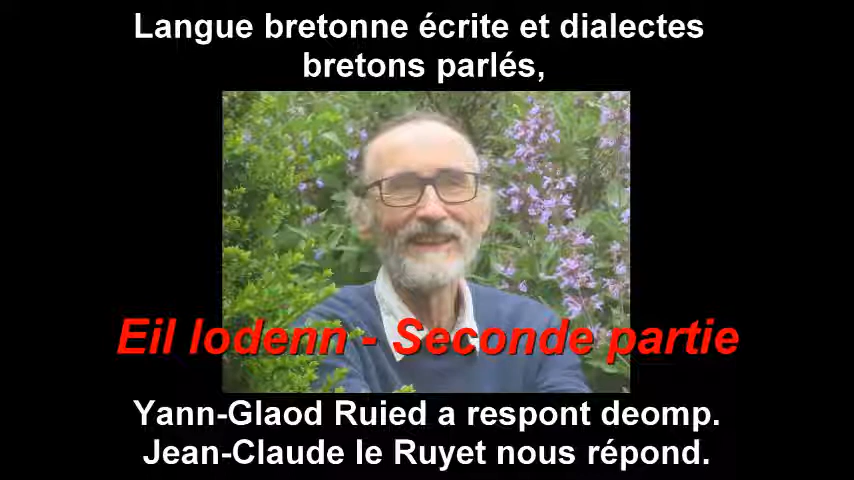 Langue bretonne écrite et dialectes
bretons parlés,
Eil lodenn - Seconde partie
Yann-Glaod Ruied a respont deomp.
Jean-Claude le Ruyet nous répond.